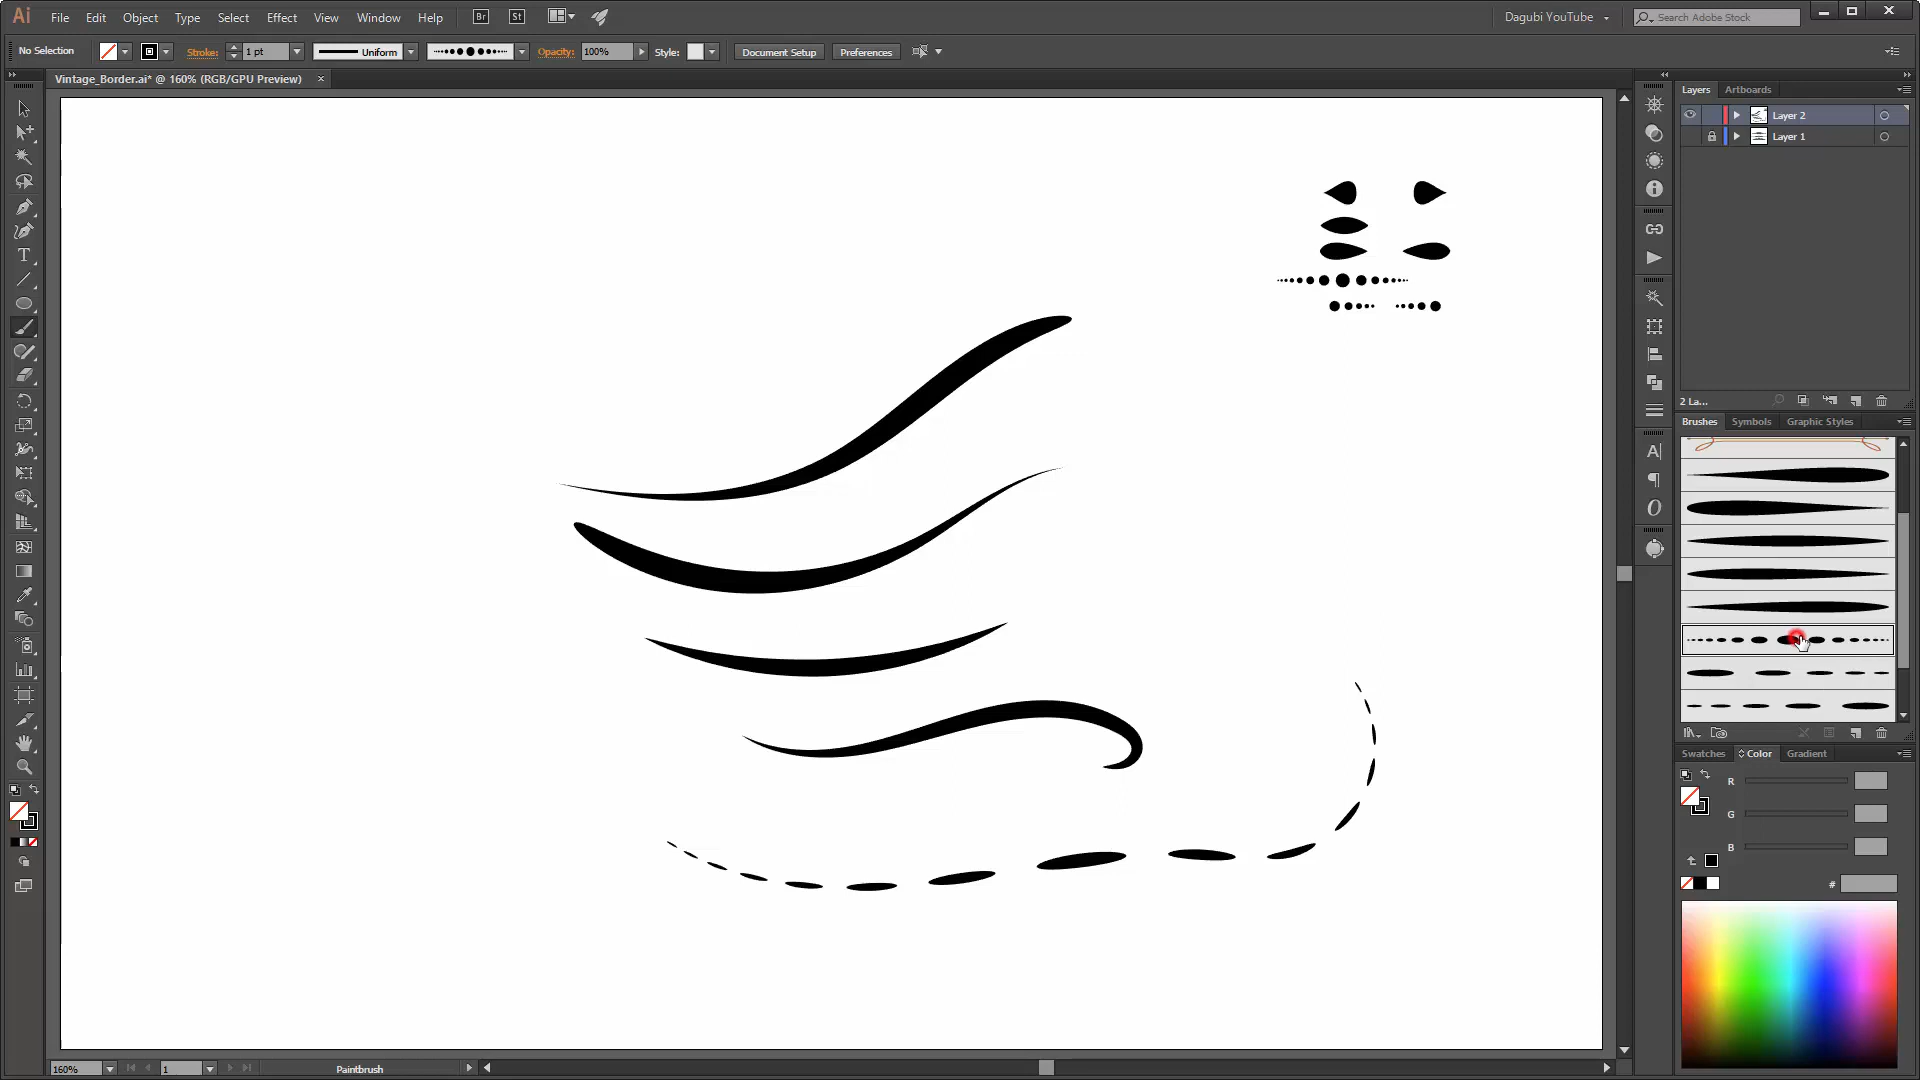 Ai File Edit Object Type Select Effect View Window Help Br St Dagubi YouTube Search Adobe Stock
No Selection Stroke: 1 pt Uniform Opacity: 100% Style: Document Setup Preferences
Vintage_Border.ai* @ 160% (RGB/GPU Preview)
Layers Artboards
Layer 2
Layer 1
2 La...
Brushes Symbols Graphic Styles
Swatches Color Gradient
R
G
B
#
160% 1 Paintbrush